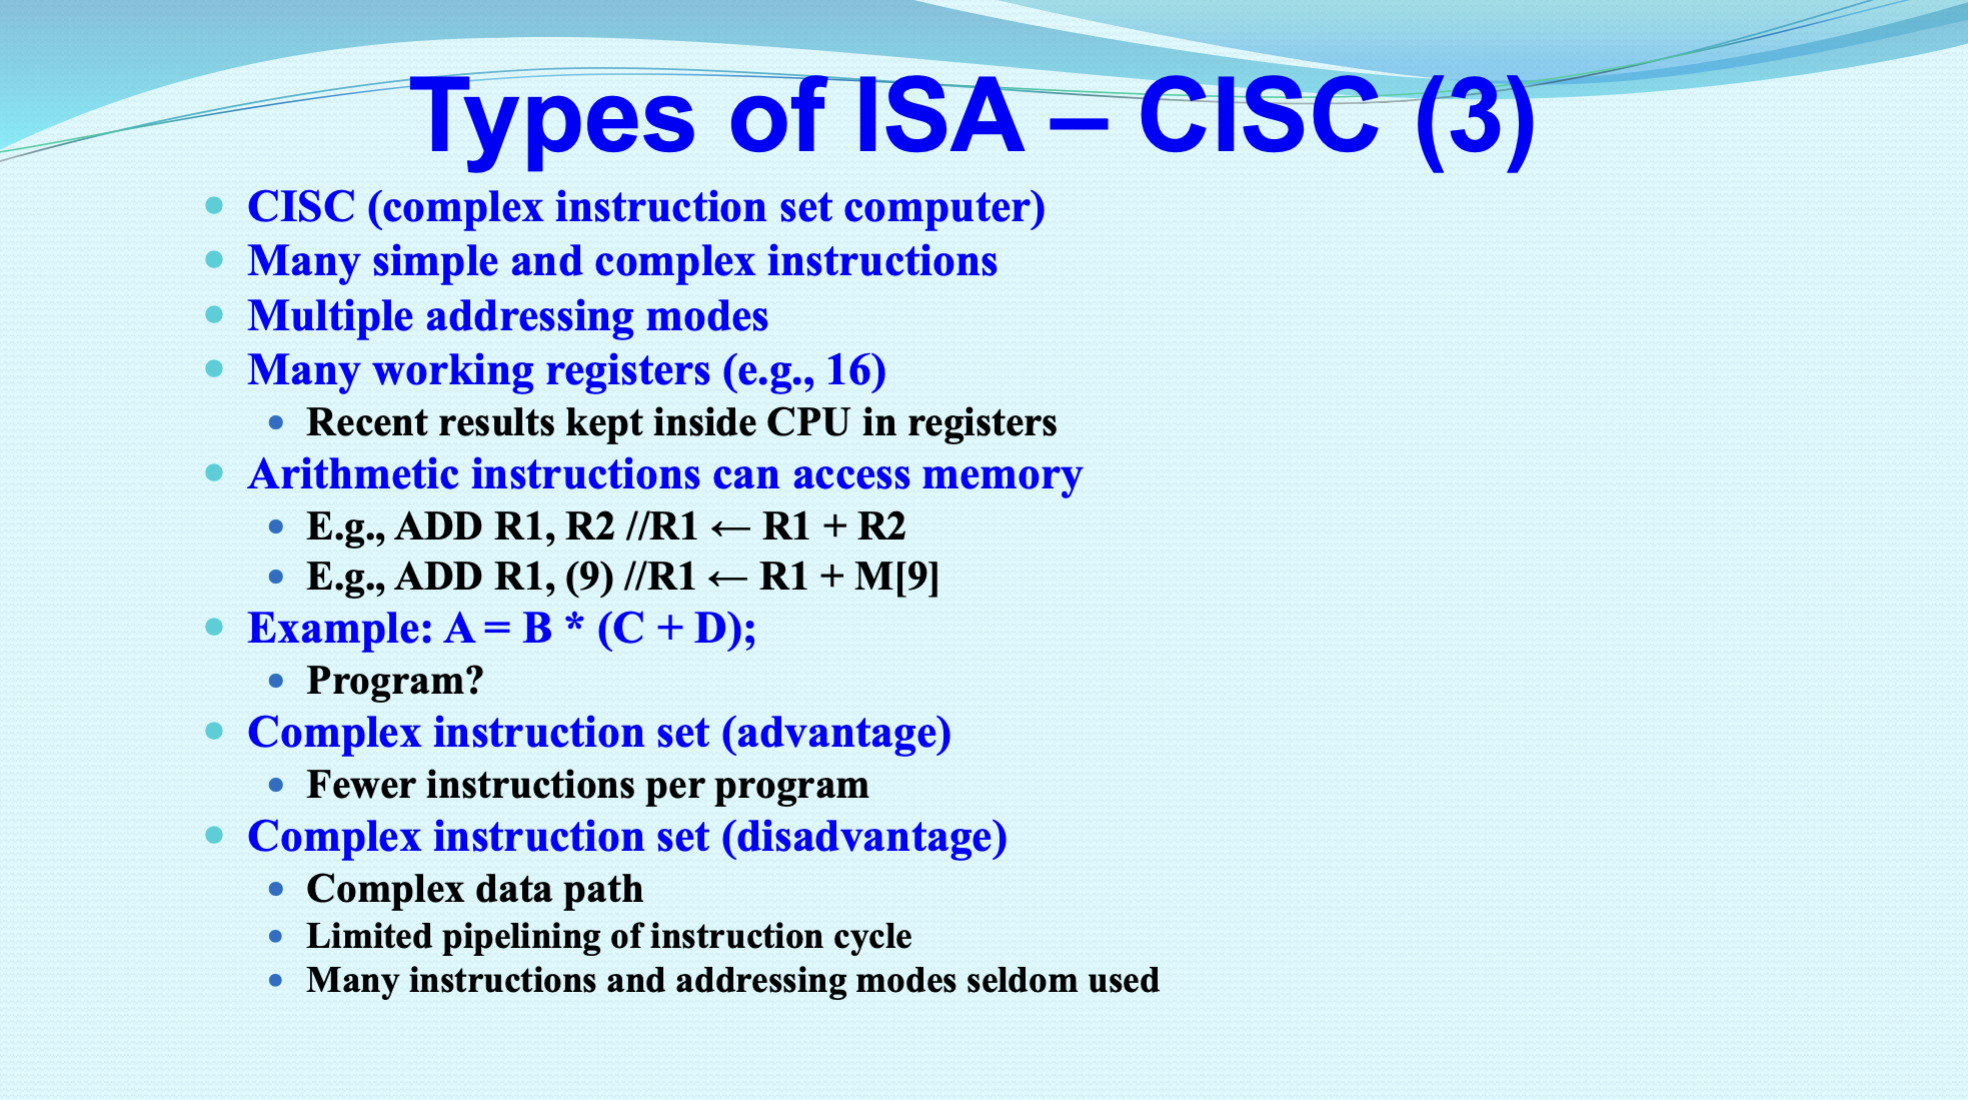 Types of ISA – CISC (3)
• CISC (complex instruction set computer)
• Many simple and complex instructions
• Multiple addressing modes
• Many working registers (e.g., 16)
• Recent results kept inside CPU in registers
• Arithmetic instructions can access memory
• E.g., ADD R1, R2 //R1 ← R1 + R2
• E.g., ADD R1, (9) //R1 ← R1 + M[9]
• Example: A = B * (C + D);
• Program?
• Complex instruction set (advantage)
• Fewer instructions per program
• Complex instruction set (disadvantage)
• Complex data path
• Limited pipelining of instruction cycle
• Many instructions and addressing modes seldom used